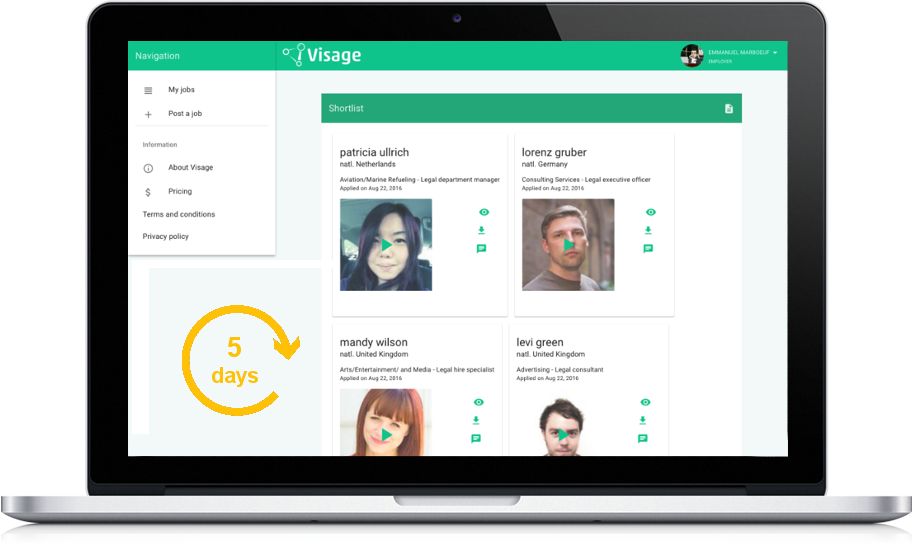 Navigation
Visage
EMMANUEL MARBOEUF
EMPLOYER
My jobs
Post a job
Information
About Visage
Pricing
Terms and conditions
Privacy policy
5
days
Shortlist
patricia ullrich
natl. Netherlands
Aviation/Marine Refueling - Legal department manager
Applied on Aug 22, 2016
lorenz gruber
natl. Germany
Consulting Services - Legal executive officer
Applied on Aug 22, 2016
mandy wilson
natl. United Kingdom
Arts/Entertainment/ and Media - Legal hire specialist
Applied on Aug 22, 2016
levi green
natl. United Kingdom
Advertising - Legal consultant
Applied on Aug 22, 2016